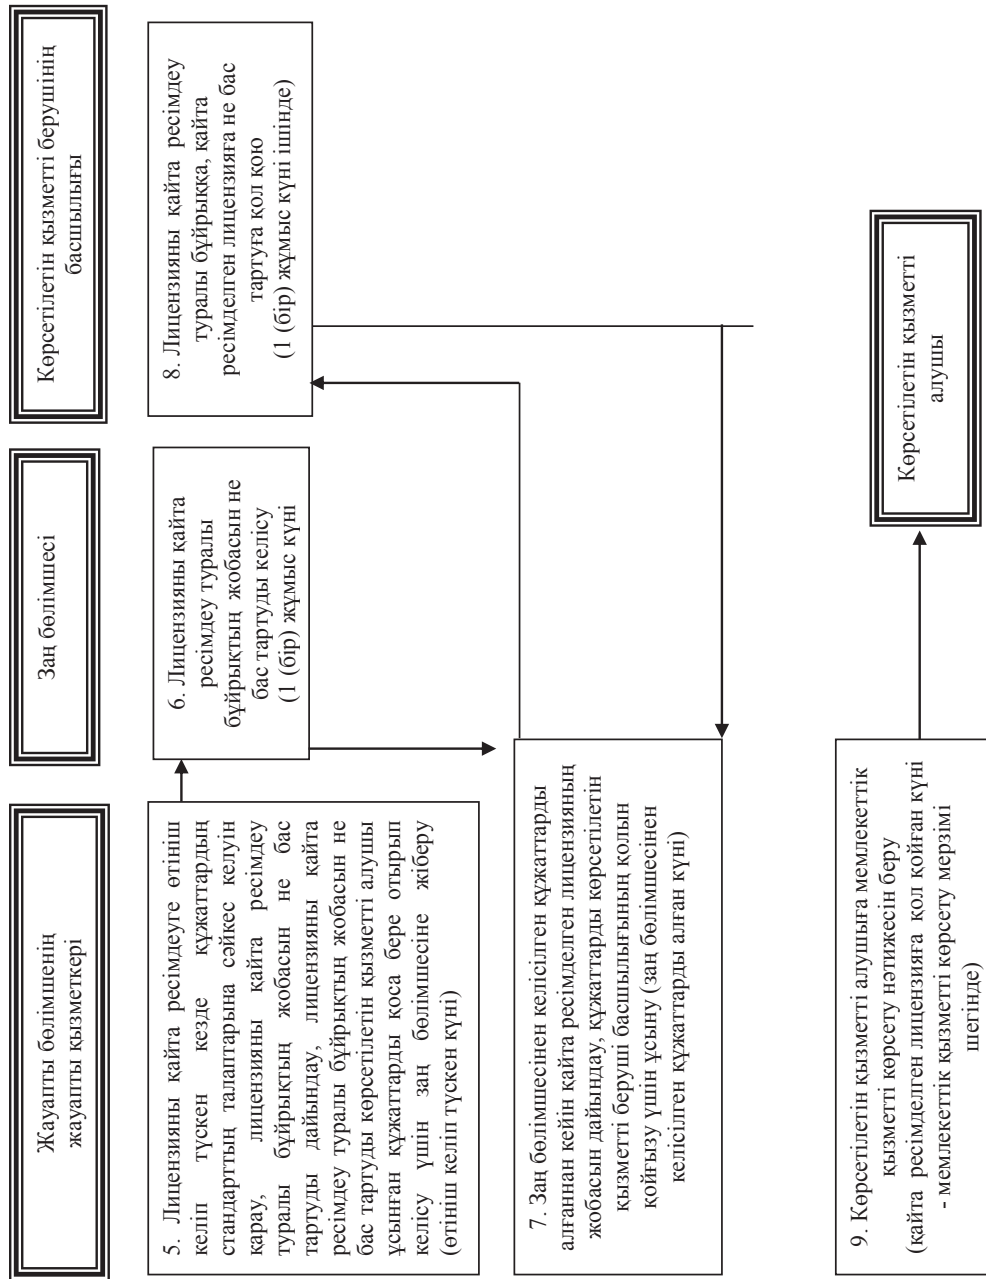 Жауапты бөлімшенің
жауапты қызметкері
Заң бөлімшесі
Көрсетілетін қызметті берушінің
басшылығы
5. Лицензияны қайта ресімдеуге өтініш
келіп түскен кезде құжаттардың
стандарттың талаптарына сәйкес келуін
қарау, лицензияны қайта ресімдеу
туралы бұйрықтың жобасын не бас
тартуды дайындау, лицензияны қайта
ресімдеу туралы бұйрықтың жобасын не
бас тартуды көрсетілетін қызметті алушы
ұсынған құжаттарды қоса бере отырып
келісу үшін заң бөлімшесіне жіберу
(өтініш келіп түскен күні)
6. Лицензияны қайта
ресімдеу туралы
бұйрықтың жобасын не
бас тартуды келісу
(1 (бір) жұмыс күні
8. Лицензияны қайта ресімдеу
туралы бұйрыққа, қайта
ресімделген лицензияға не бас
тартуға қол қою
(1 (бір) жұмыс күні ішінде)
7. Заң бөлімшесінен келісілген құжаттарды
алғаннан кейін қайта ресімделген лицензияның
жобасын дайындау, құжаттарды көрсетілетін
қызметті беруші басшылығының қолын
қойғызу үшін ұсыну (заң бөлімшесінен
келісілген құжаттарды алған күні)
9. Көрсетілетін қызметті алушыға мемлекеттік
қызметті көрсету нәтижесін беру
(қайта ресімделген лицензияға қол қойған күні
- мемлекеттік қызметті көрсету мерзімі
шегінде)
Көрсетілетін қызметті
алушы